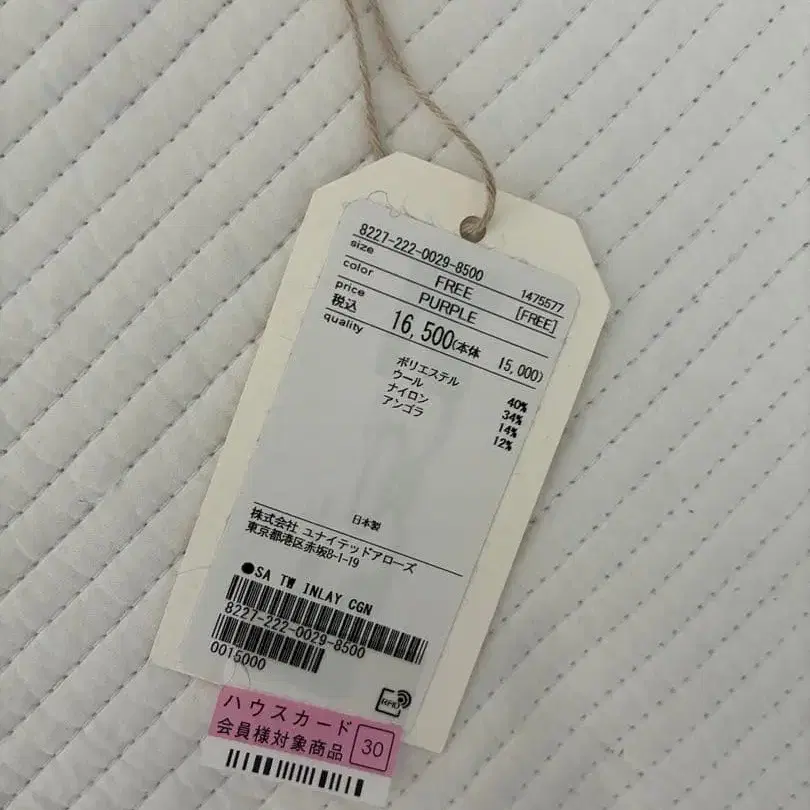 8227-222-0029-8500
size FREE 1475577
color PURPLE [FREE]
price
税込 16,500(本体 15,000)
quality
ポリエステル 40%
ウール 34%
ナイロン 14%
アンゴラ 12%
日本製
株式会社 ユナイテッドアローズ
東京都港区赤坂8-1-19
●SA TW INLAY CGN
8227-222-0029-8500
0015000
RFID
ハウスカード
会員様対象商品 30